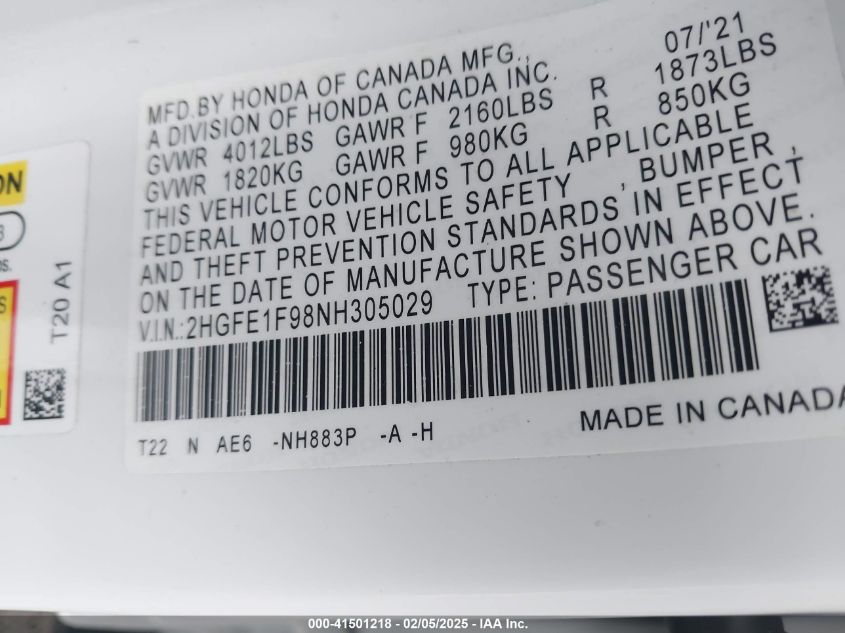 MFD.BY HONDA OF CANADA MFG., 07/'21
A DIVISION OF HONDA CANADA INC.
GVWR 4012LBS GAWR F 2160LBS R 1873LBS
GVWR 1820KG GAWR F 980KG R 850KG
THIS VEHICLE CONFORMS TO ALL APPLICABLE
FEDERAL MOTOR VEHICLE SAFETY , BUMPER ,
AND THEFT PREVENTION STANDARDS IN EFFECT
ON THE DATE OF MANUFACTURE SHOWN ABOVE.
V.I.N.:2HGFE1F98NH305029 TYPE: PASSENGER CAR
T22 N AE6 -NH883P -A -H MADE IN CANADA
T20 A1
000-41501218 - 02/05/2025 - IAA Inc.